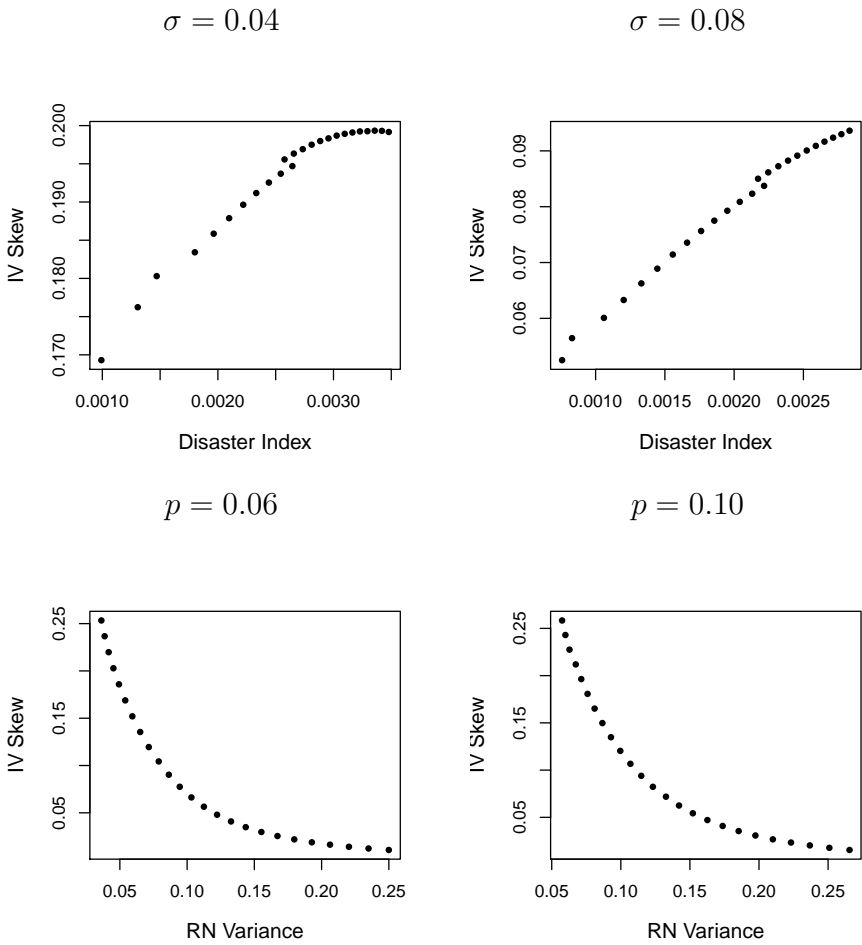 σ = 0.04
σ = 0.08
IV Skew
0.170 0.180 0.190 0.200
0.0010 0.0020 0.0030
Disaster Index
IV Skew
0.06 0.07 0.08 0.09
0.0010 0.0015 0.0020 0.0025
Disaster Index
p = 0.06
p = 0.10
IV Skew
0.05 0.15 0.25
0.05 0.10 0.15 0.20 0.25
RN Variance
IV Skew
0.05 0.15 0.25
0.05 0.10 0.15 0.20 0.25
RN Variance